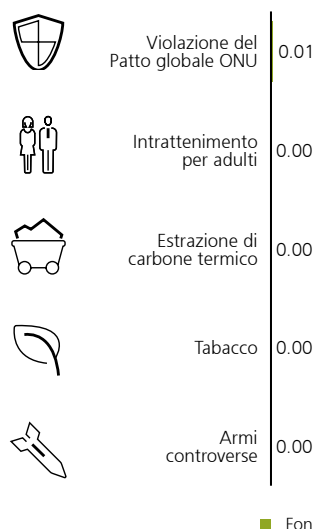 Violazione del
Patto globale ONU
0.01
Intrattenimento
per adulti
0.00
Estrazione di
carbone termico
0.00
Tabacco
0.00
Armi
controverse
0.00
Fon